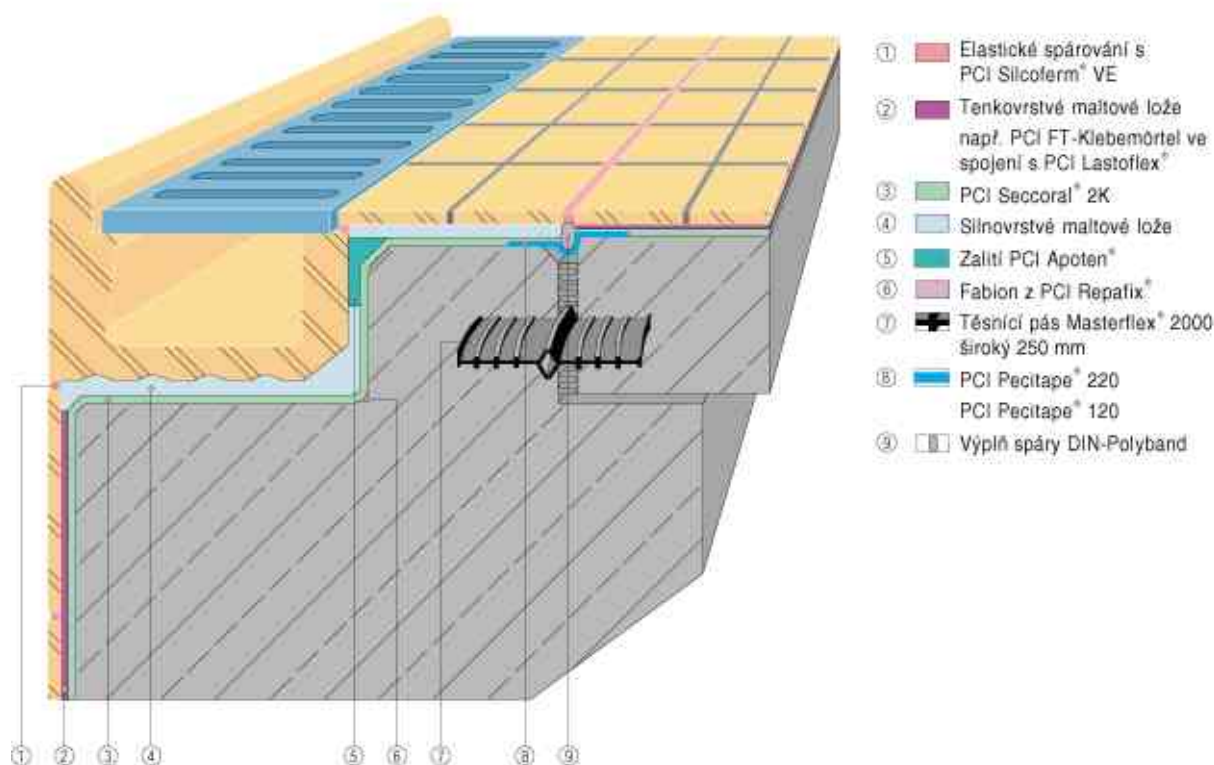 ① Elastické spárování s
PCI Silcoferm® VE
② Tenkovrstvé maltové lože
např. PCI FT-Klebemörtel ve
spojení s PCI Lastoflex®
③ PCI Seccoral® 2K
④ Silnovrstvé maltové lože
⑤ Zalití PCI Apoten®
⑥ Fabion z PCI Repafix®
⑦ Těsnící pás Masterflex® 2000
široký 250 mm
⑧ PCI Pecitape® 220
PCI Pecitape® 120
⑨ Výplň spáry DIN-Polyband
① ② ③ ④ ⑤ ⑥ ⑦ ⑧ ⑨